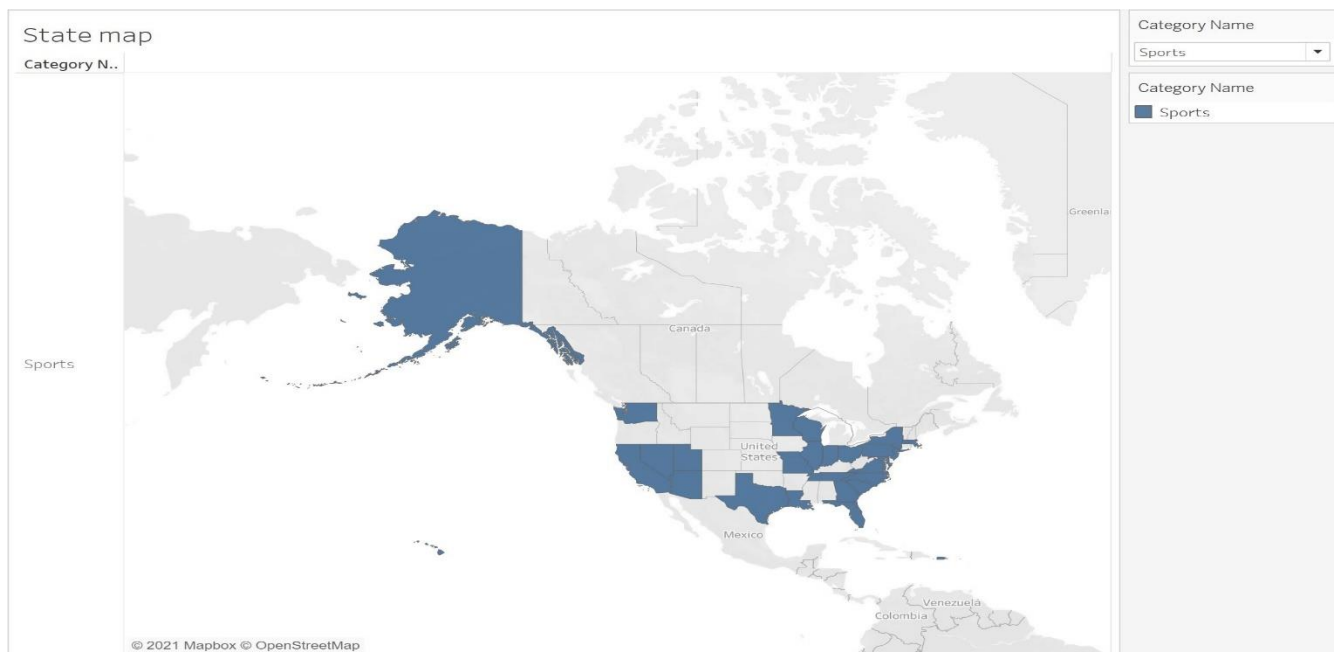 State map
Category N..
Sports
Greenla
Canada
United
States
Mexico
Venezuela
Colombia
© 2021 Mapbox © OpenStreetMap
Category Name
Sports
Category Name
Sports